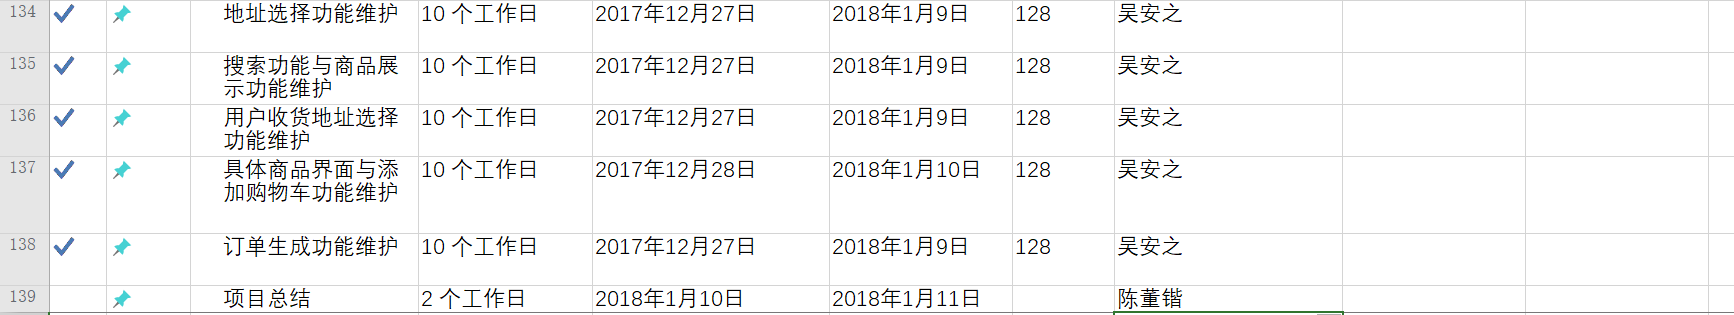 134 地址选择功能维护 10 个工作日 2017年12月27日 2018年1月9日 128 吴安之
135 搜索功能与商品展 10 个工作日 2017年12月27日 2018年1月9日 128 吴安之
示功能维护
136 用户收货地址选择 10 个工作日 2017年12月27日 2018年1月9日 128 吴安之
功能维护
137 具体商品界面与添 10 个工作日 2017年12月28日 2018年1月10日 128 吴安之
加购物车功能维护
138 订单生成功能维护 10 个工作日 2017年12月27日 2018年1月9日 128 吴安之
139 项目总结 2 个工作日 2018年1月10日 2018年1月11日 陈董锴